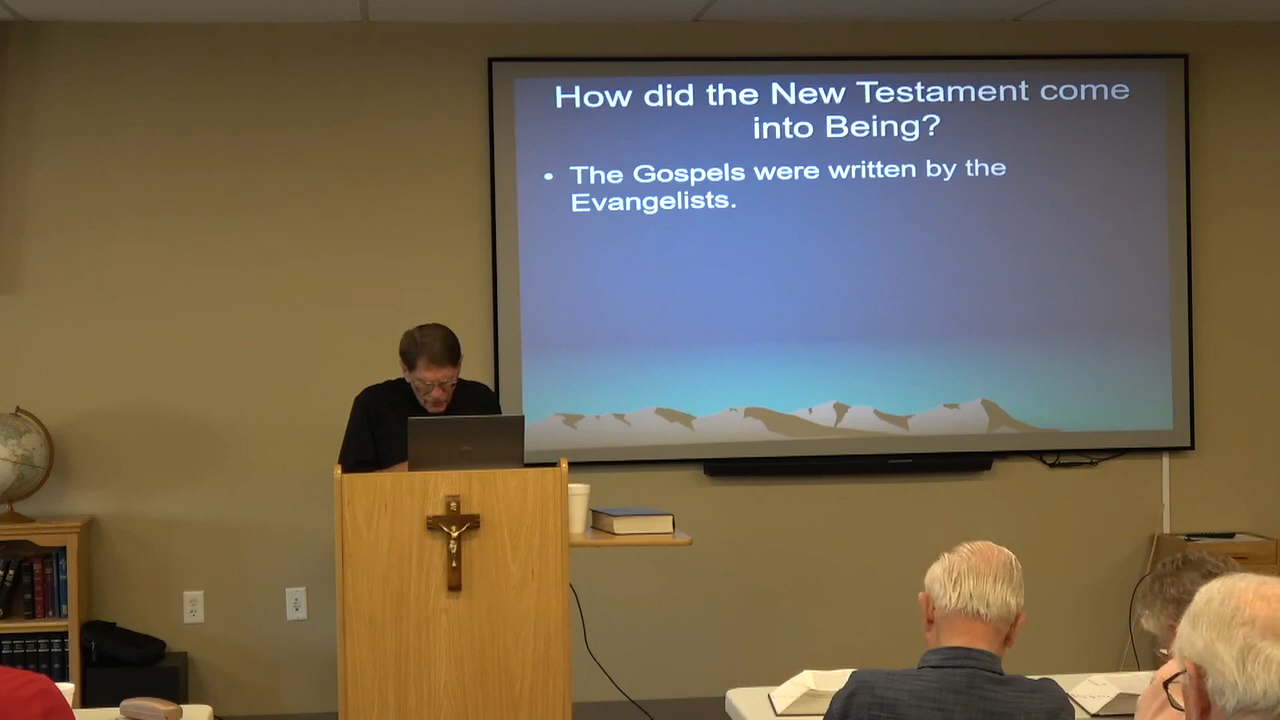 How did the New Testament come
into Being?
• The Gospels were written by the
Evangelists.